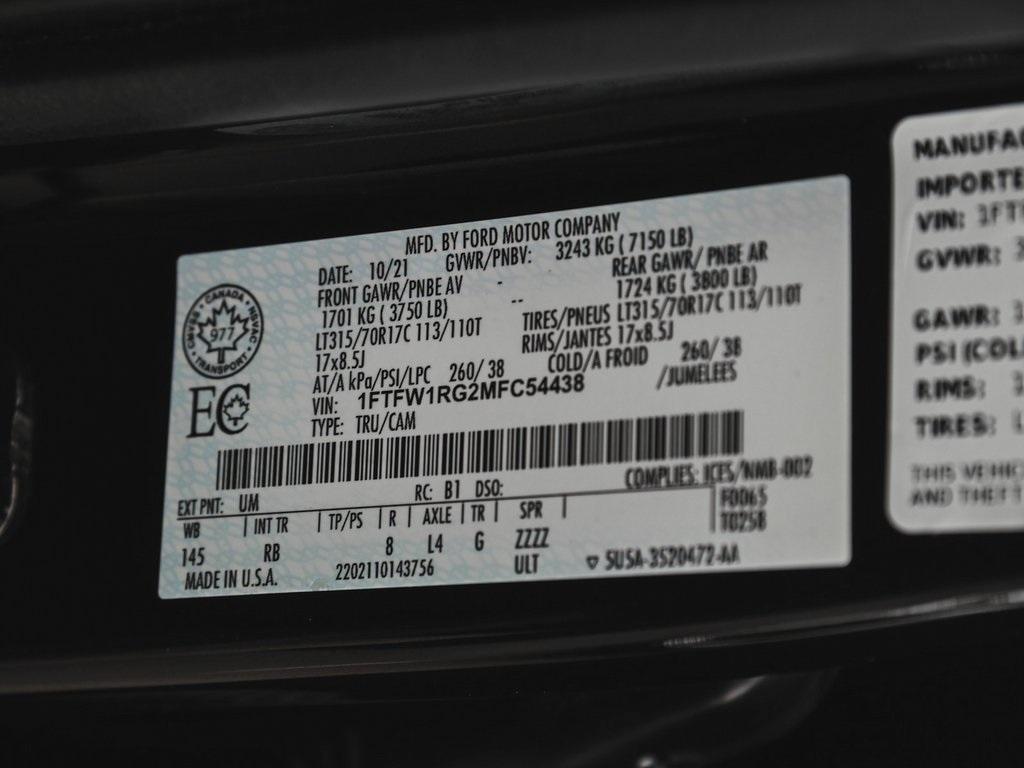 MFD. BY FORD MOTOR COMPANY
DATE: 10/21 GVWR/PNBV: 3243 KG ( 7150 LB)
FRONT GAWR/PNBE AV - REAR GAWR/ PNBE AR
1701 KG ( 3750 LB) -- 1724 KG ( 3800 LB)
LT315/70R17C 113/110T TIRES/PNEUS LT315/70R17C 113/110T
17x8.5J RIMS/JANTES 17x8.5J
AT/A kPa/PSI/LPC 260/ 38 COLD/A FROID 260/ 38
VIN: 1FTFW1RG2MFC54438 /JUMELEES
TYPE: TRU/CAM
CANADA
977
TRANSPORT
NSVAC
CMVSS
EC
COMPLIES: ICES/NMB-002
EXT PNT: UM RC: B1 DSO: F0065
WB INT TR TP/PS R AXLE TR SPR T0258
145 RB 8 L4 G ZZZZ
MADE IN U.S.A. 2202110143756 ULT ▽ SU5A-3520472-AA
MANUFAC
IMPORTE
VIN: 1FT
GVWR: 3
GAWR:
PSI (COL
RIMS:
TIRES: L
THIS VEHIC
AND THEFT